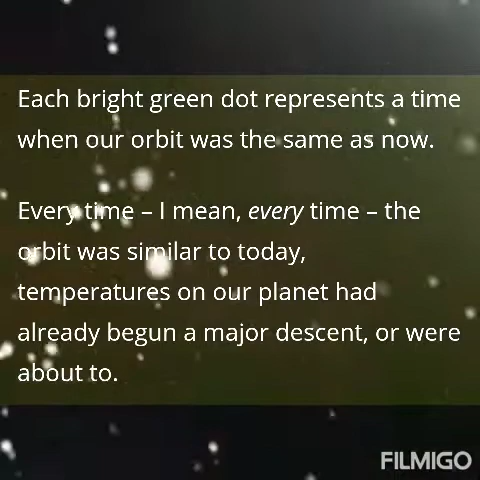 Each bright green dot represents a time
when our orbit was the same as now.
Every time – I mean, every time – the
orbit was similar to today,
temperatures on our planet had
already begun a major descent, or were
about to.
FILMIGO